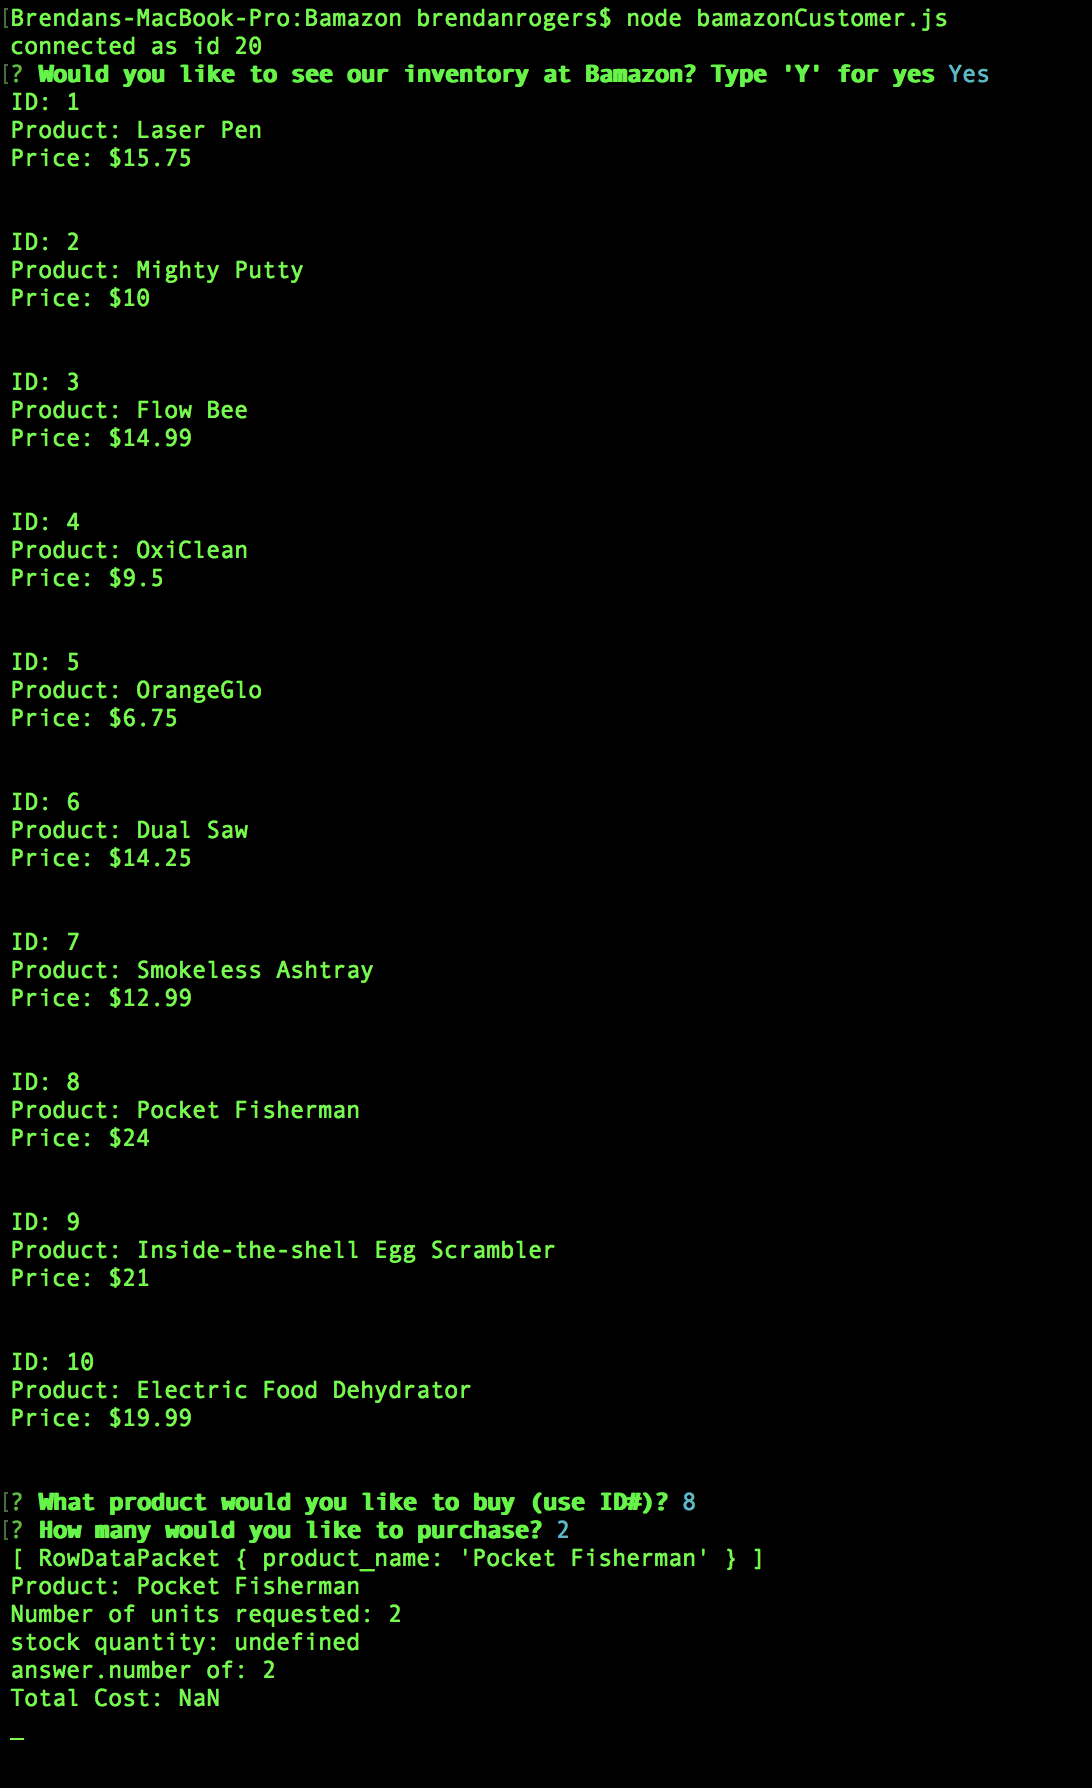 [Brendans-MacBook-Pro:Bamazon brendanrogers$ node bamazonCustomer.js
connected as id 20
[? Would you like to see our inventory at Bamazon? Type 'Y' for yes Yes
ID: 1
Product: Laser Pen
Price: $15.75
ID: 2
Product: Mighty Putty
Price: $10
ID: 3
Product: Flow Bee
Price: $14.99
ID: 4
Product: OxiClean
Price: $9.5
ID: 5
Product: OrangeGlo
Price: $6.75
ID: 6
Product: Dual Saw
Price: $14.25
ID: 7
Product: Smokeless Ashtray
Price: $12.99
ID: 8
Product: Pocket Fisherman
Price: $24
ID: 9
Product: Inside-the-shell Egg Scrambler
Price: $21
ID: 10
Product: Electric Food Dehydrator
Price: $19.99
[? What product would you like to buy (use ID#)? 8
[? How many would you like to purchase? 2
[ RowDataPacket { product_name: 'Pocket Fisherman' } ]
Product: Pocket Fisherman
Number of units requested: 2
stock quantity: undefined
answer.number of: 2
Total Cost: NaN
_